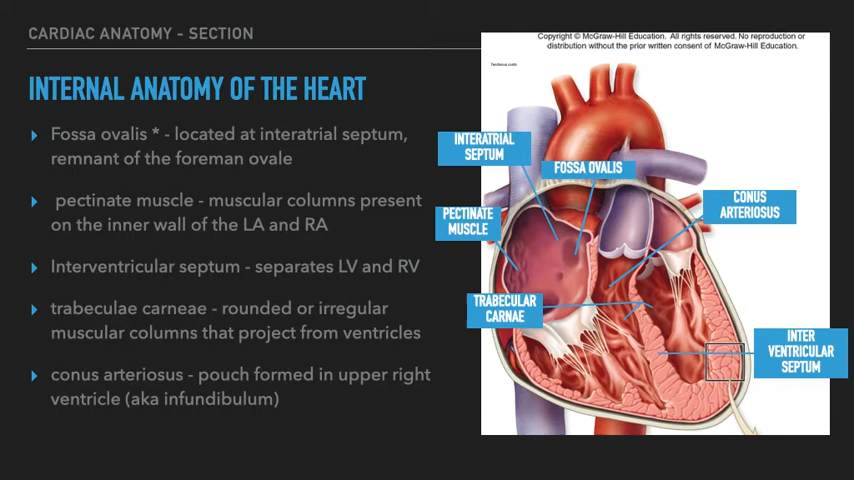 CARDIAC ANATOMY - SECTION
INTERNAL ANATOMY OF THE HEART
Fossa ovalis * - located at interatrial septum,
remnant of the foreman ovale
pectinate muscle - muscular columns present
on the inner wall of the LA and RA
Interventricular septum - separates LV and RV
trabeculae carneae - rounded or irregular
muscular columns that project from ventricles
conus arteriosus - pouch formed in upper right
ventricle (aka infundibulum)
Copyright © McGraw-Hill Education. All rights reserved. No reproduction or
distribution without the prior written consent of McGraw-Hill Education.
INTERATRIAL
SEPTUM
FOSSA OVALIS
CONUS
ARTERIOSUS
PECTINATE
MUSCLE
TRABECULAR
CARNAE
INTER
VENTRICULAR
SEPTUM